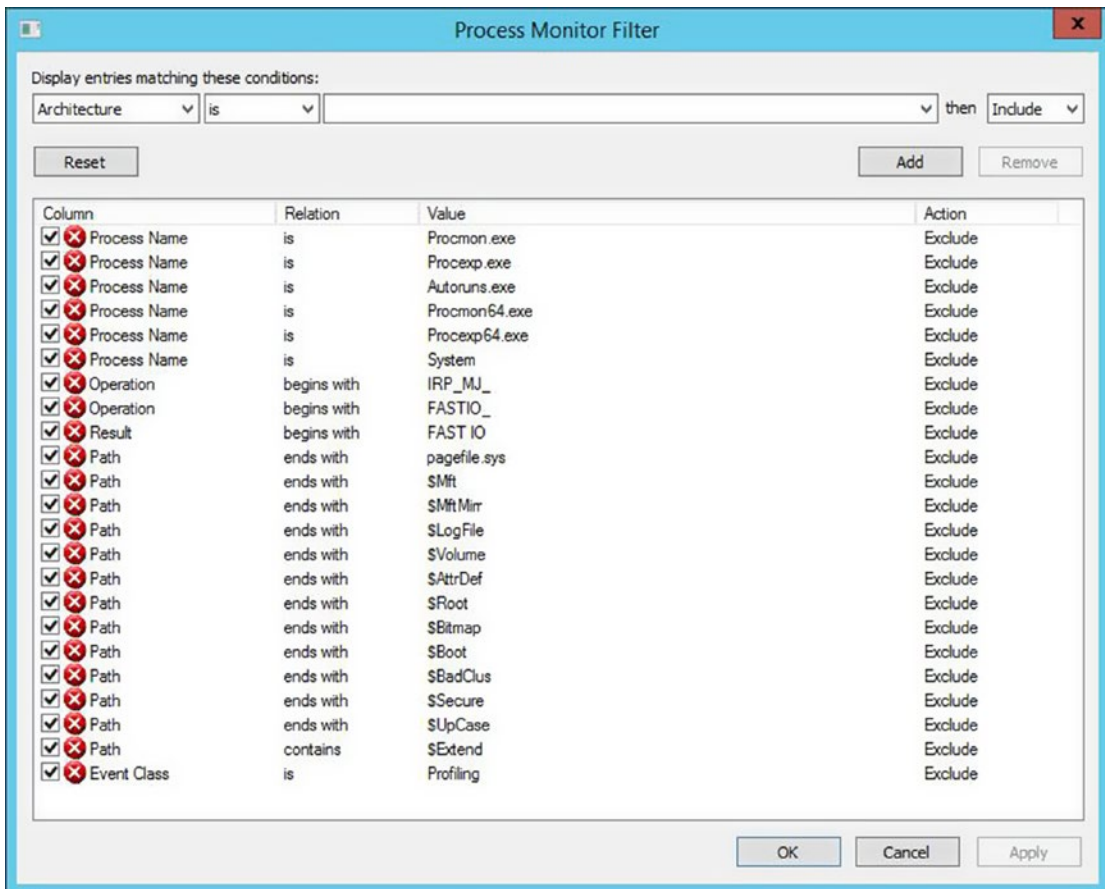 Process Monitor Filter
x
Display entries matching these conditions:
Architecture is then Include
Reset Add Remove
Column Relation Value Action
Process Name is Procmon.exe Exclude
Process Name is Procexp.exe Exclude
Process Name is Autoruns.exe Exclude
Process Name is Procmon64.exe Exclude
Process Name is Procexp64.exe Exclude
Process Name is System Exclude
Operation begins with IRP_MJ_ Exclude
Operation begins with FASTIO_ Exclude
Result begins with FAST IO Exclude
Path ends with pagefile.sys Exclude
Path ends with $Mft Exclude
Path ends with $MftMirr Exclude
Path ends with $LogFile Exclude
Path ends with $Volume Exclude
Path ends with $AttrDef Exclude
Path ends with $Root Exclude
Path ends with $Bitmap Exclude
Path ends with $Boot Exclude
Path ends with $BadClus Exclude
Path ends with $Secure Exclude
Path ends with $UpCase Exclude
Path contains $Extend Exclude
Event Class is Profiling Exclude
OK Cancel Apply